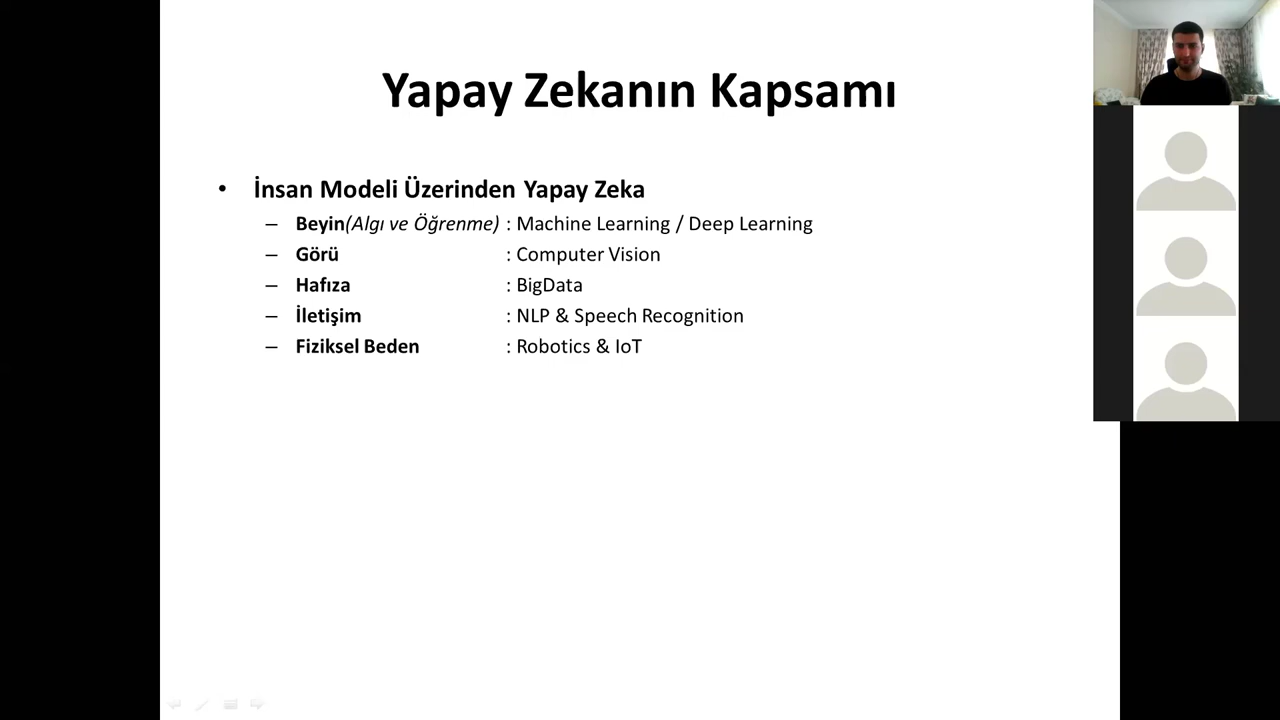 Yapay Zekanın Kapsamı
• İnsan Modeli Üzerinden Yapay Zeka
– Beyin(Algı ve Öğrenme) : Machine Learning / Deep Learning
– Görü : Computer Vision
– Hafıza : BigData
– İletişim : NLP & Speech Recognition
– Fiziksel Beden : Robotics & IoT